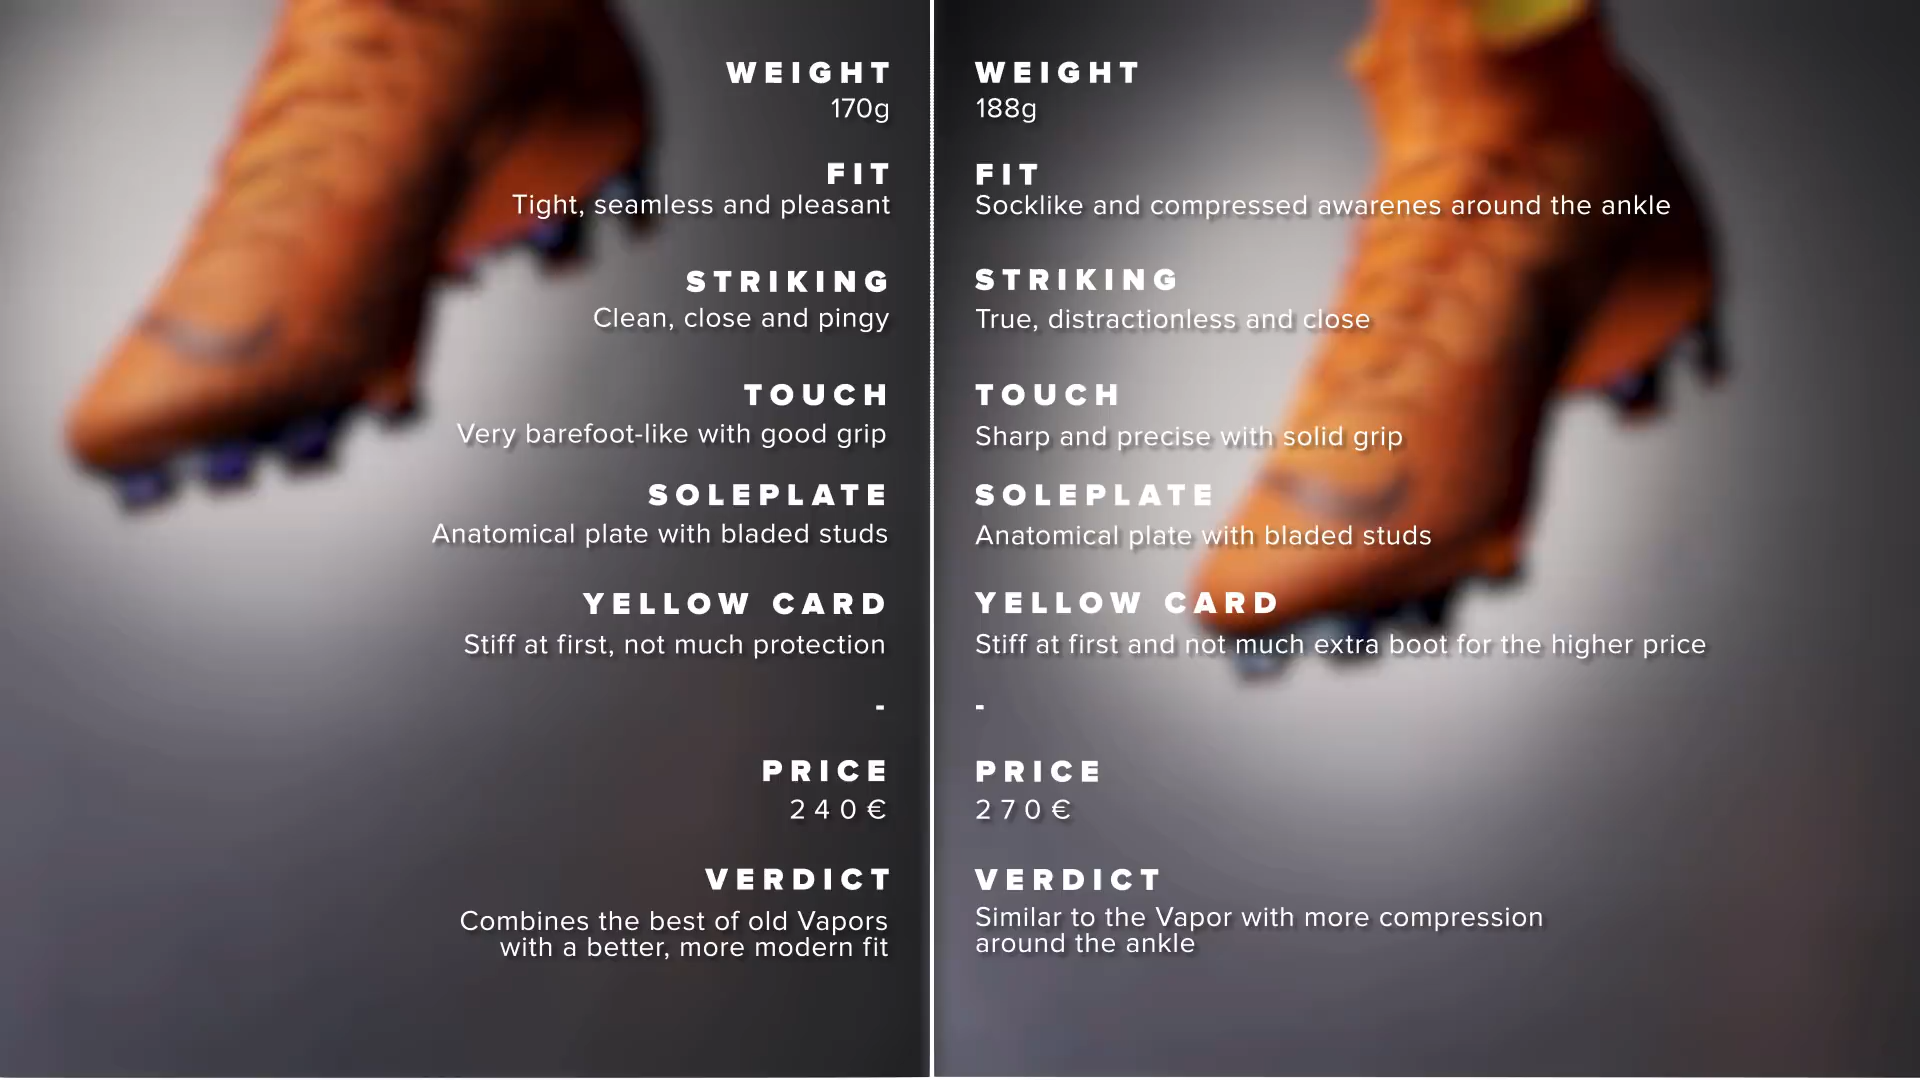 WEIGHT
170g
FIT
Tight, seamless and pleasant
STRIKING
Clean, close and pingy
TOUCH
Very barefoot-like with good grip
SOLEPLATE
Anatomical plate with bladed studs
YELLOW CARD
Stiff at first, not much protection
-
PRICE
240€
VERDICT
Combines the best of old Vapors
with a better, more modern fit
WEIGHT
188g
FIT
Socklike and compressed awarenes around the ankle
STRIKING
True, distractionless and close
TOUCH
Sharp and precise with solid grip
SOLEPLATE
Anatomical plate with bladed studs
YELLOW CARD
Stiff at first and not much extra boot for the higher price
-
PRICE
270€
VERDICT
Similar to the Vapor with more compression
around the ankle